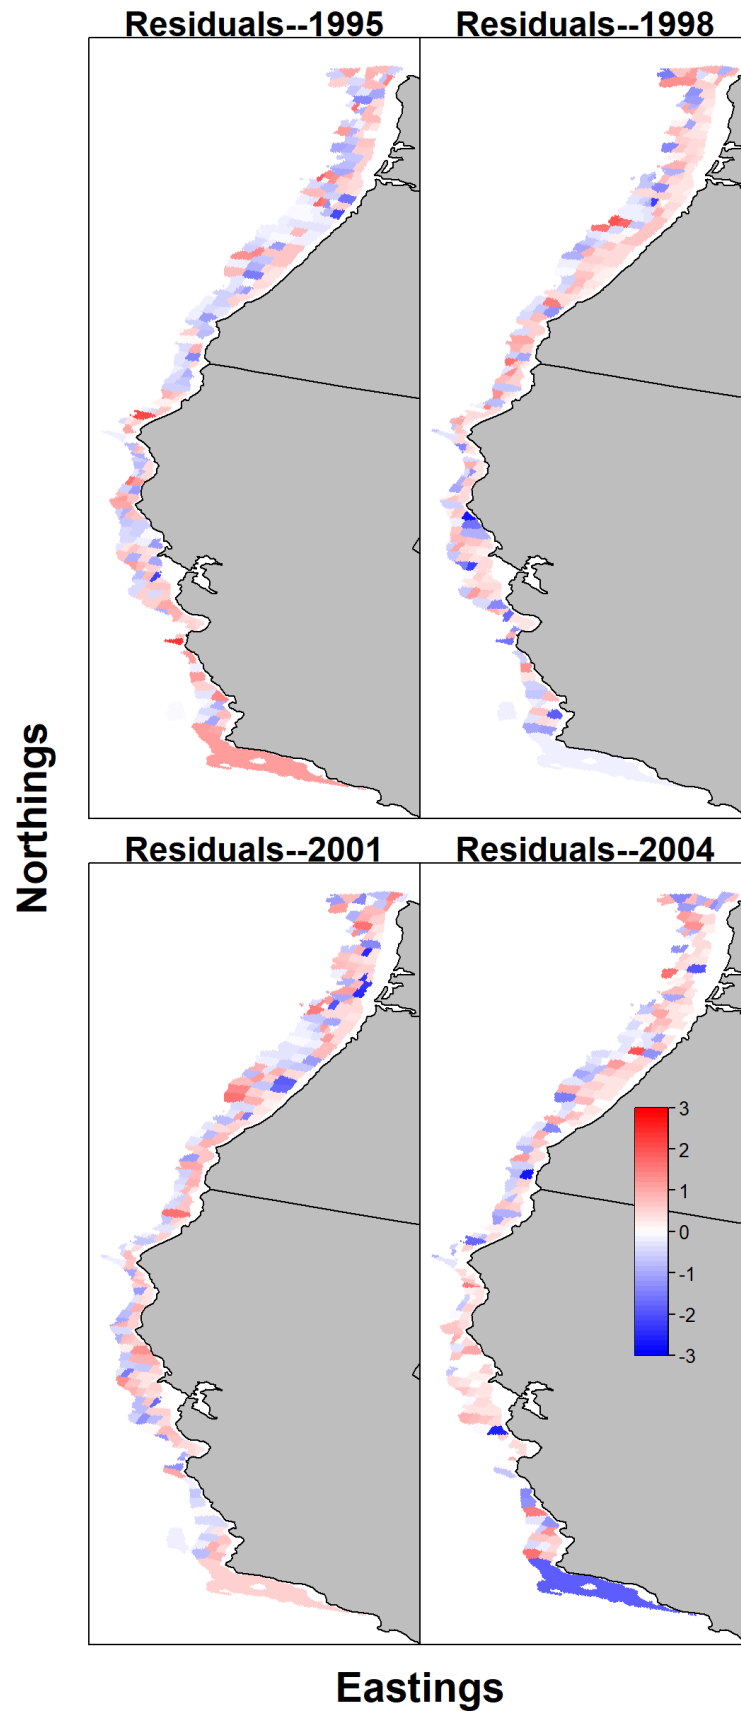 Residuals--1995
Residuals--1998
Northings
Residuals--2001
Residuals--2004
3
2
1
0
-1
-2
-3
Eastings